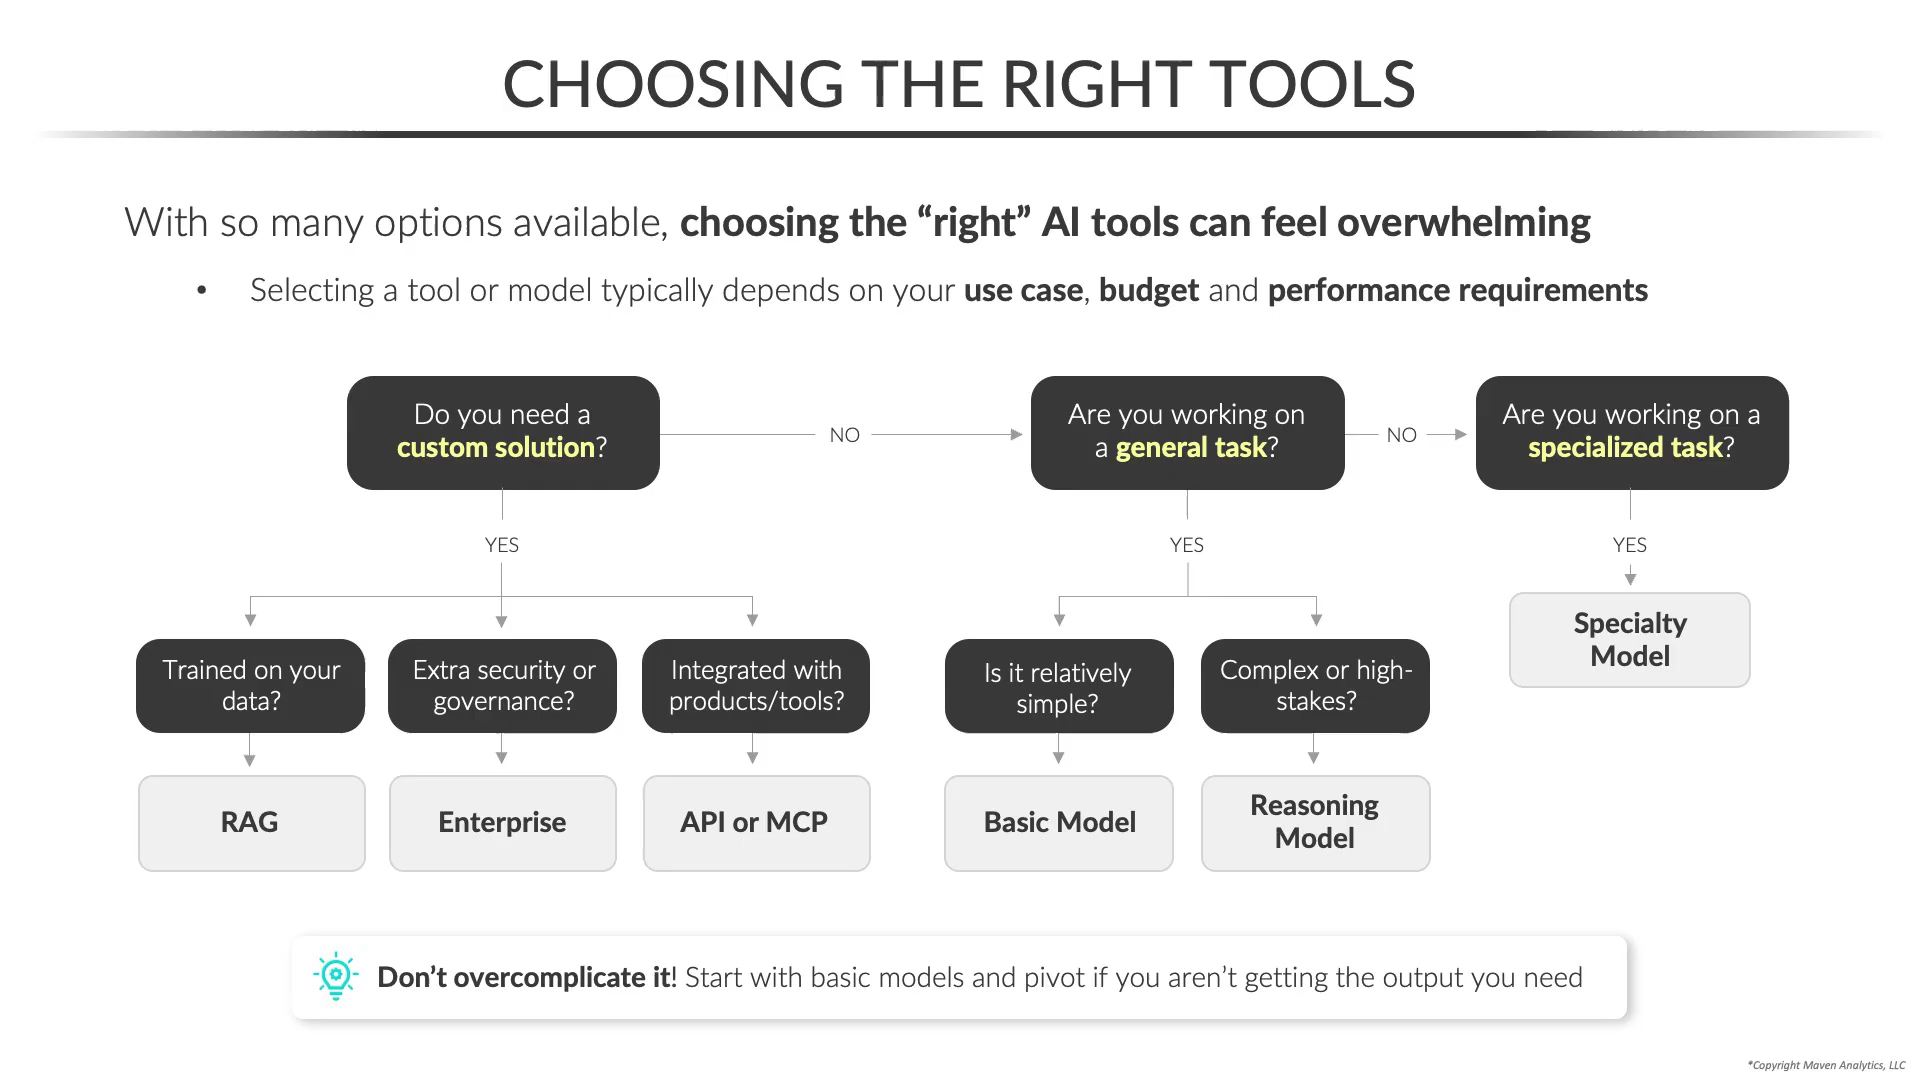 CHOOSING THE RIGHT TOOLS
With so many options available, choosing the “right” AI tools can feel overwhelming
• Selecting a tool or model typically depends on your use case, budget and performance requirements
Do you need a
custom solution?
NO
Are you working on
a general task?
NO
Are you working on a
specialized task?
YES
YES
YES
Specialty
Model
Trained on your
data?
Extra security or
governance?
Integrated with
products/tools?
Is it relatively
simple?
Complex or high-
stakes?
RAG
Enterprise
API or MCP
Basic Model
Reasoning
Model
Don’t overcomplicate it! Start with basic models and pivot if you aren’t getting the output you need
*Copyright Maven Analytics, LLC